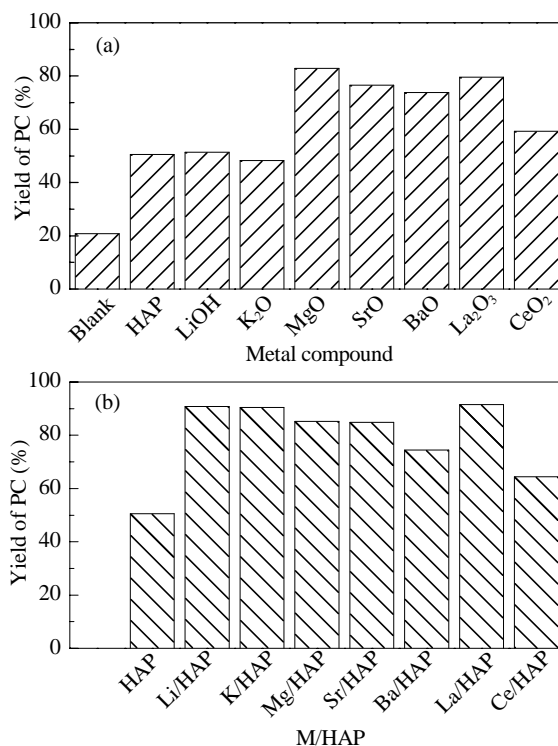 (a)
Yield of PC (%)
100
80
60
40
20
0
Blank
HAP
LiOH
K₂O
MgO
SrO
BaO
La₂O₃
CeO₂
Metal compound
(b)
Yield of PC (%)
100
80
60
40
20
0
HAP
Li/HAP
K/HAP
Mg/HAP
Sr/HAP
Ba/HAP
La/HAP
Ce/HAP
M/HAP